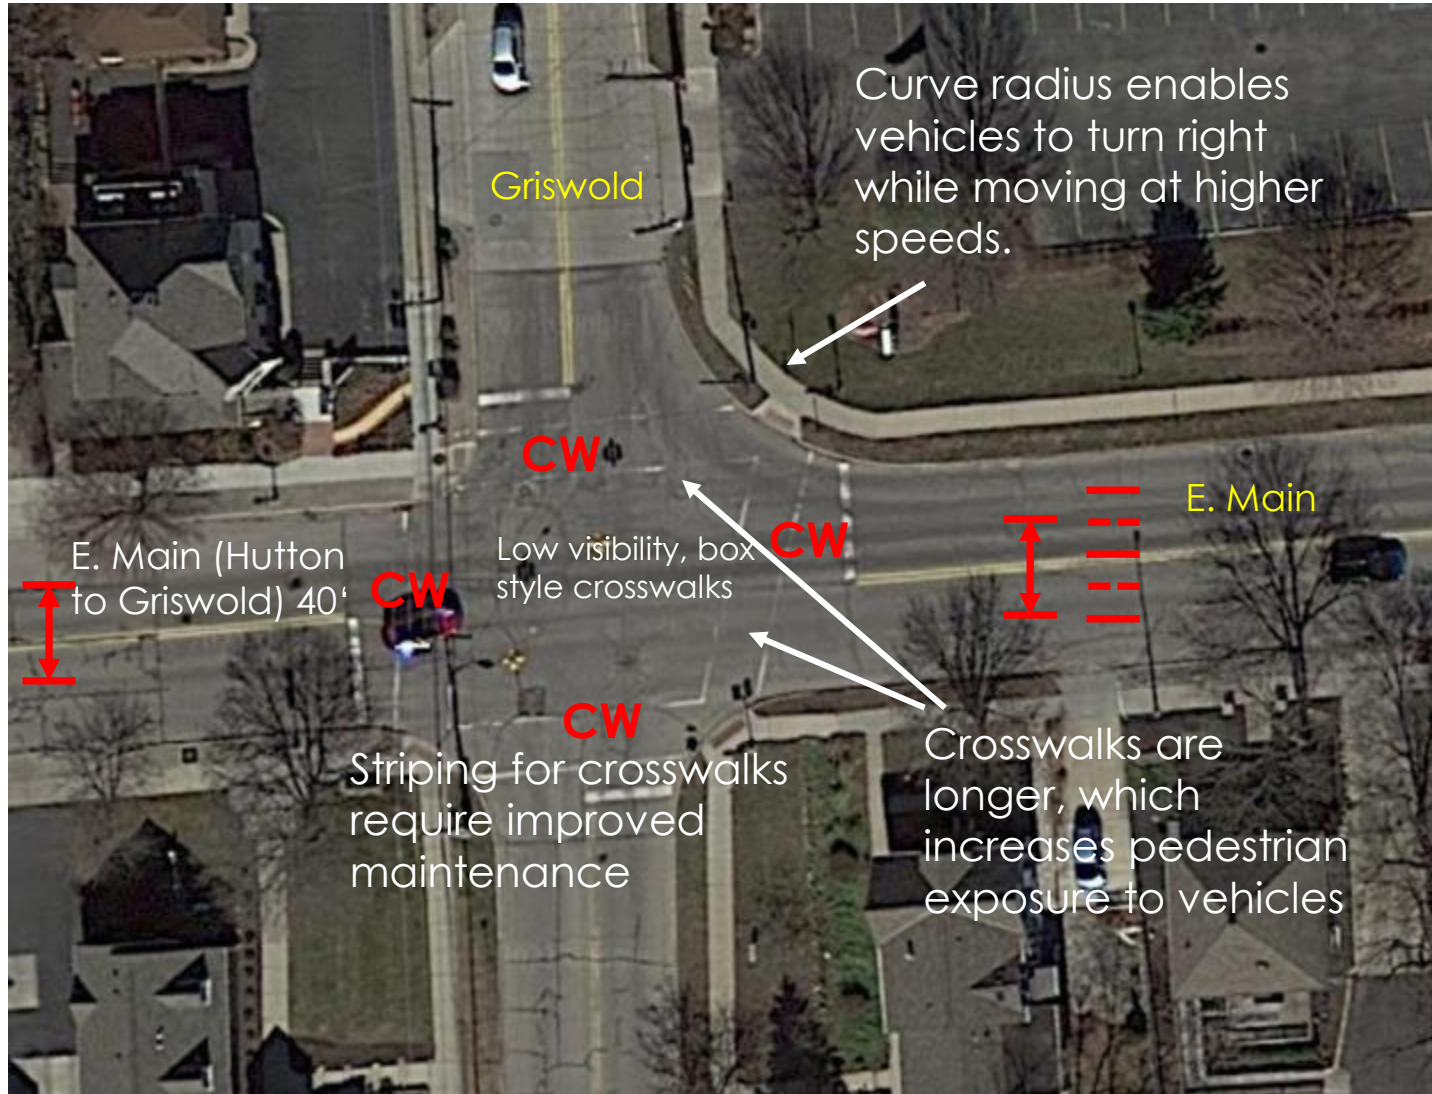 Curve radius enables
vehicles to turn right
while moving at higher
speeds.
Griswold
CW
E. Main
CW
Low visibility, box
style crosswalks
E. Main (Hutton
to Griswold) 40'
CW
CW
Striping for crosswalks
require improved
maintenance
Crosswalks are
longer, which
increases pedestrian
exposure to vehicles